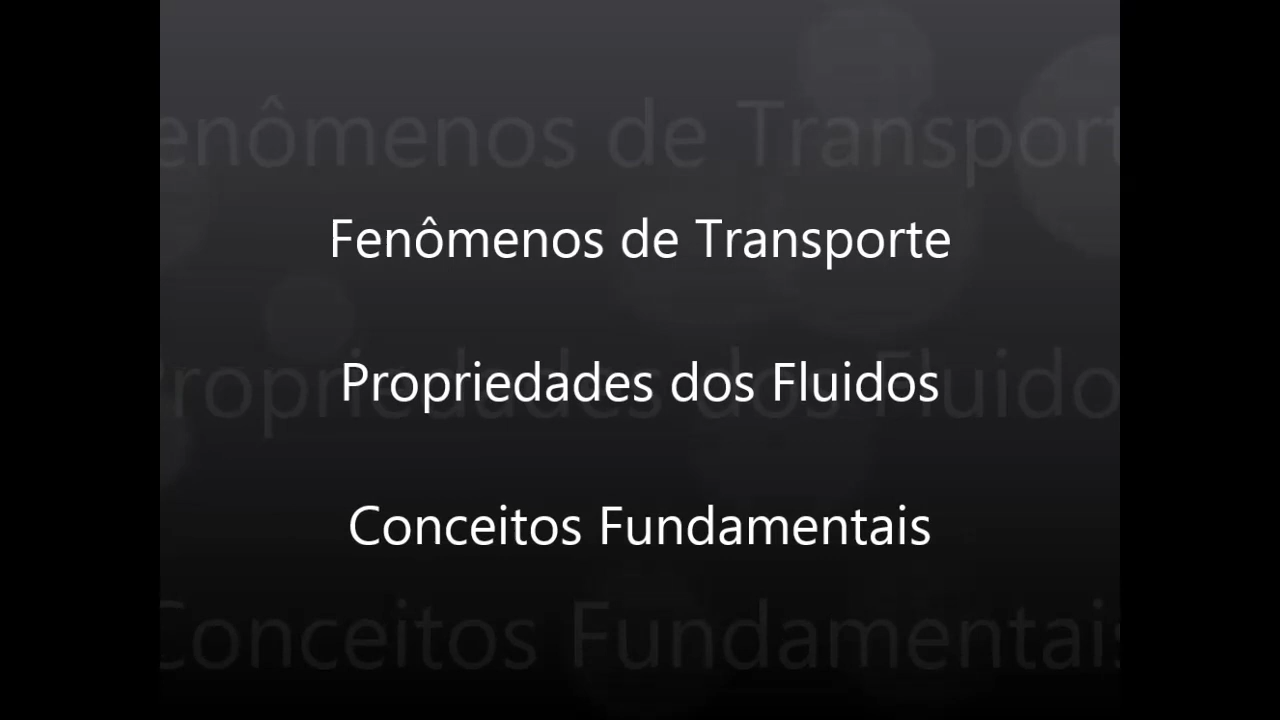 Fenômenos de Transporte
Propriedades dos Fluidos
Conceitos Fundamentais